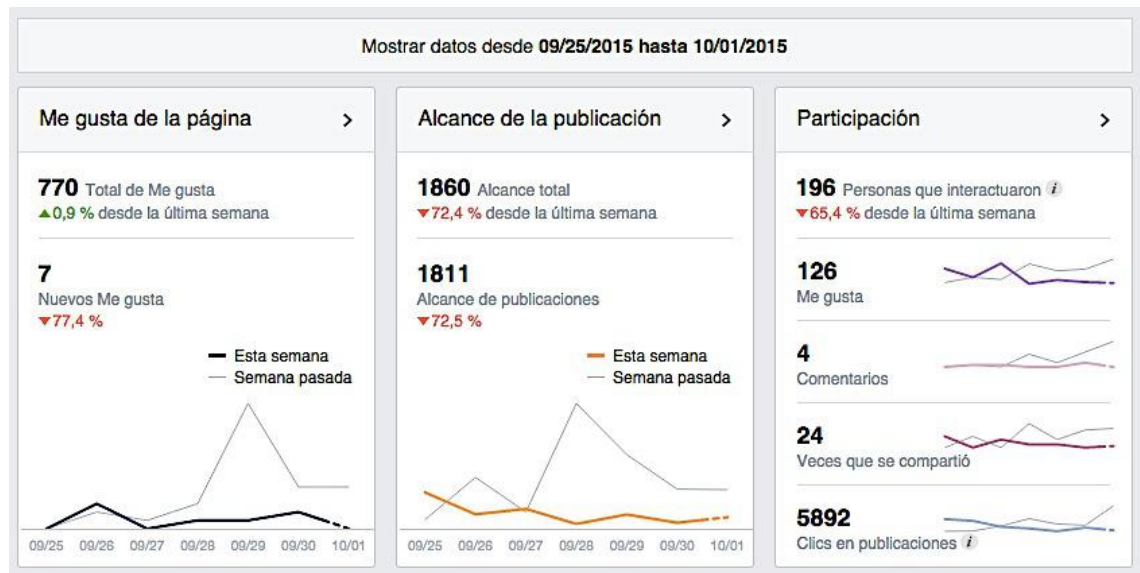 Mostrar datos desde 09/25/2015 hasta 10/01/2015
Me gusta de la página
770 Total de Me gusta
▲0,9 % desde la última semana
7
Nuevos Me gusta
▼77,4 %
Esta semana
Semana pasada
09/25 09/26 09/27 09/28 09/29 09/30 10/01
Alcance de la publicación
1860 Alcance total
▼72,4 % desde la última semana
1811
Alcance de publicaciones
▼72,5 %
Esta semana
Semana pasada
09/25 09/26 09/27 09/28 09/29 09/30 10/01
Participación
196 Personas que interactuaron i
▼65,4 % desde la última semana
126
Me gusta
4
Comentarios
24
Veces que se compartió
5892
Clics en publicaciones i